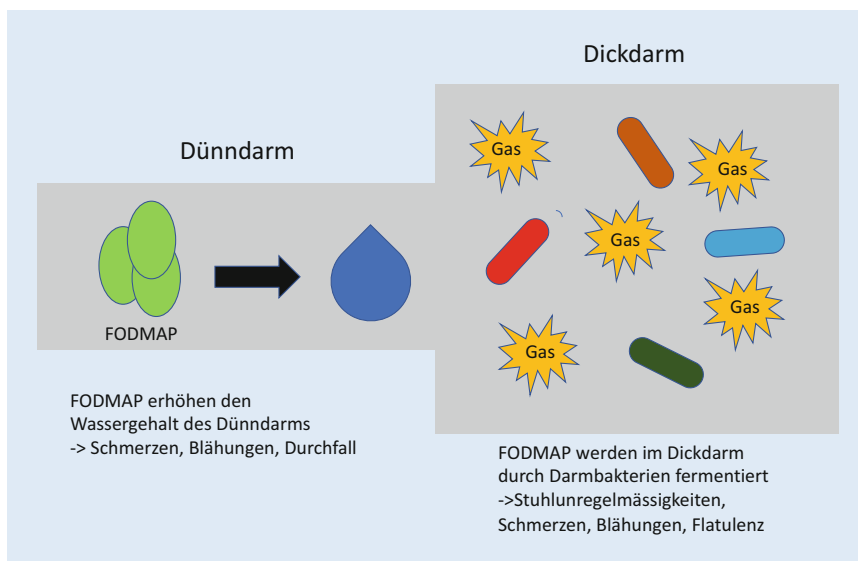 Dickdarm
Dünndarm
Gas
Gas
Gas
Gas
Gas
FODMAP
FODMAP erhöhen den
Wassergehalt des Dünndarms
-> Schmerzen, Blähungen, Durchfall
FODMAP werden im Dickdarm
durch Darmbakterien fermentiert
->Stuhlunregelmässigkeiten,
Schmerzen, Blähungen, Flatulenz